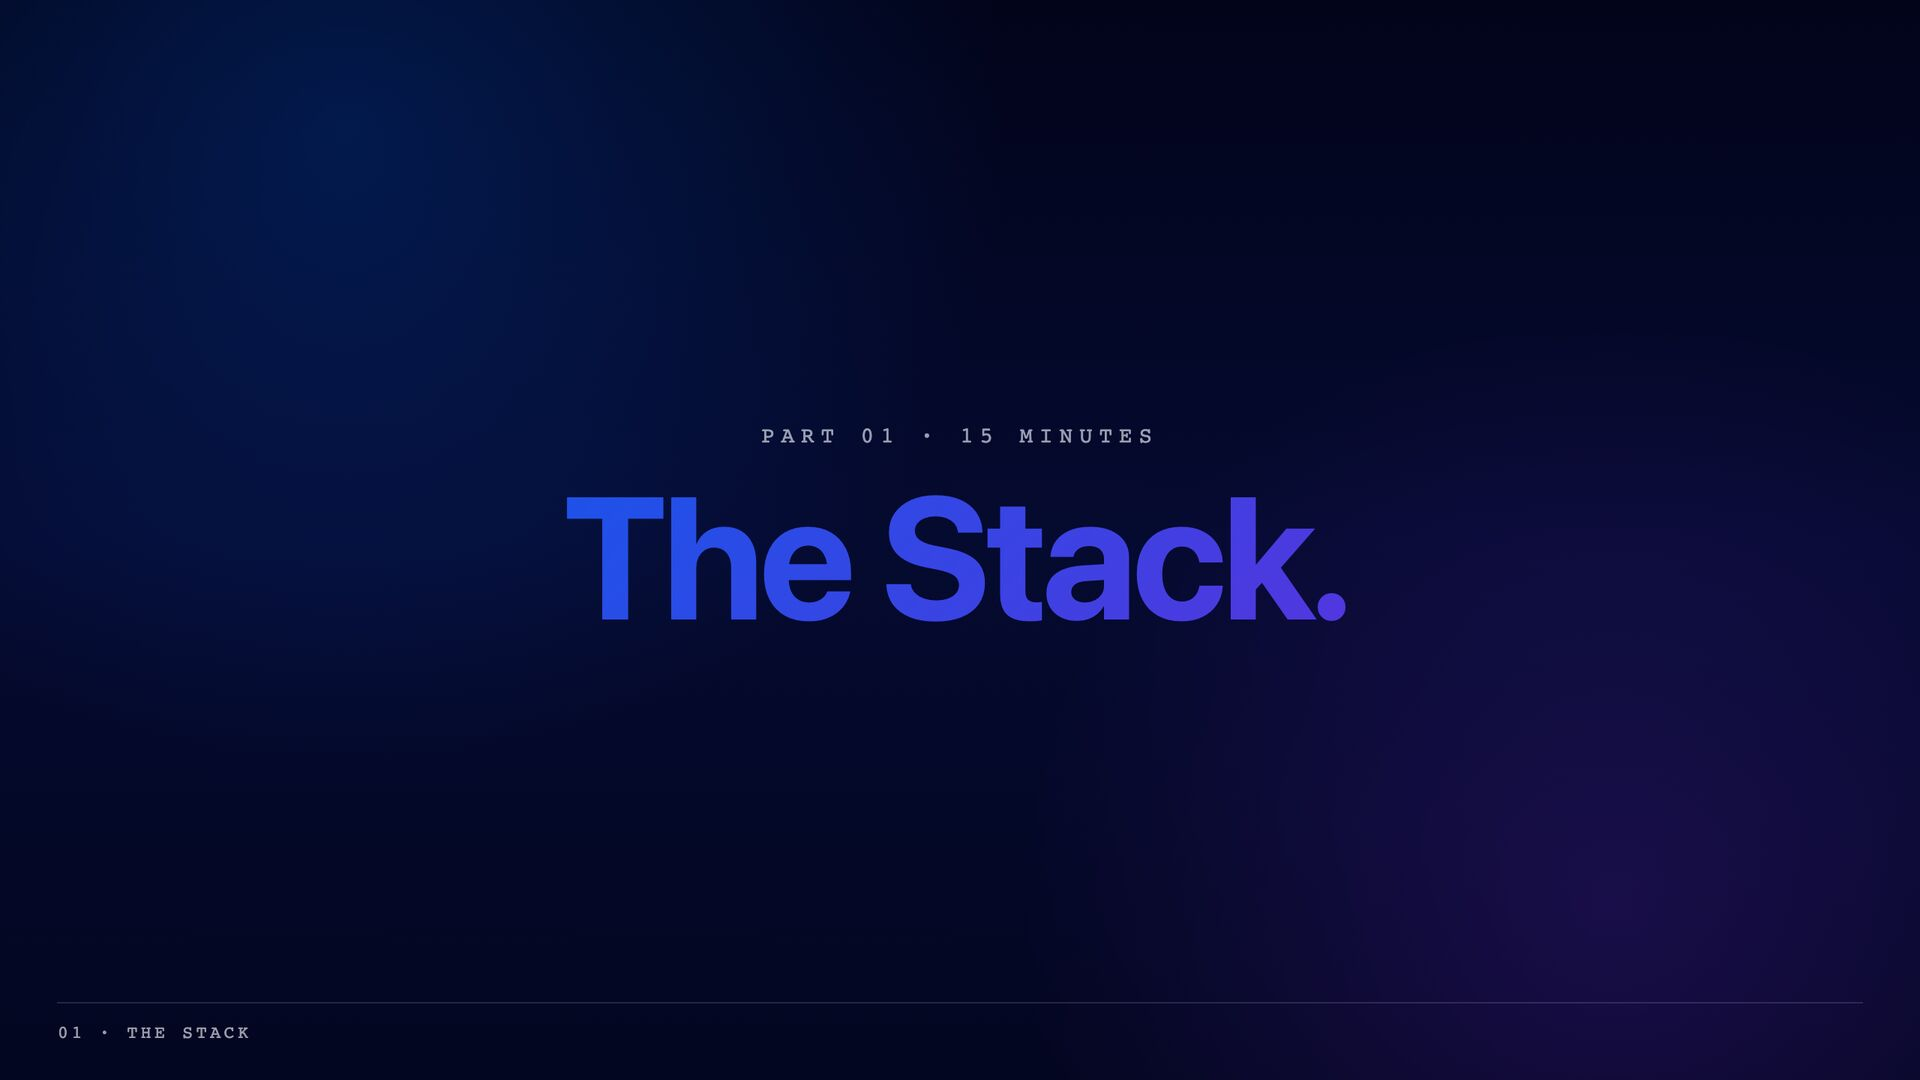 PART 01 · 15 MINUTES
The Stack.
01 · THE STACK